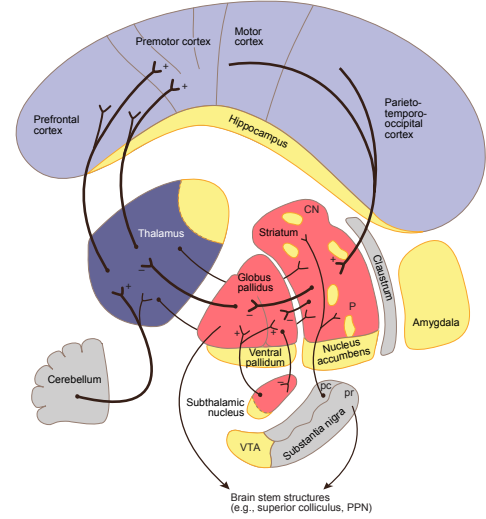 Premotor cortex
Motor
cortex
Prefrontal
cortex
Parieto-
temporo-
occipital
cortex
Hippocampus
+
+
Thalamus
CN
Striatum
Globus
pallidus
+
Claustrum
–
–
–
–
P
+
+
+
–
Amygdala
Ventral
pallidum
Nucleus
accumbens
Cerebellum
Subthalamic
nucleus
–
pc
pr
Substantia nigra
VTA
Brain stem structures
(e.g., superior colliculus, PPN)